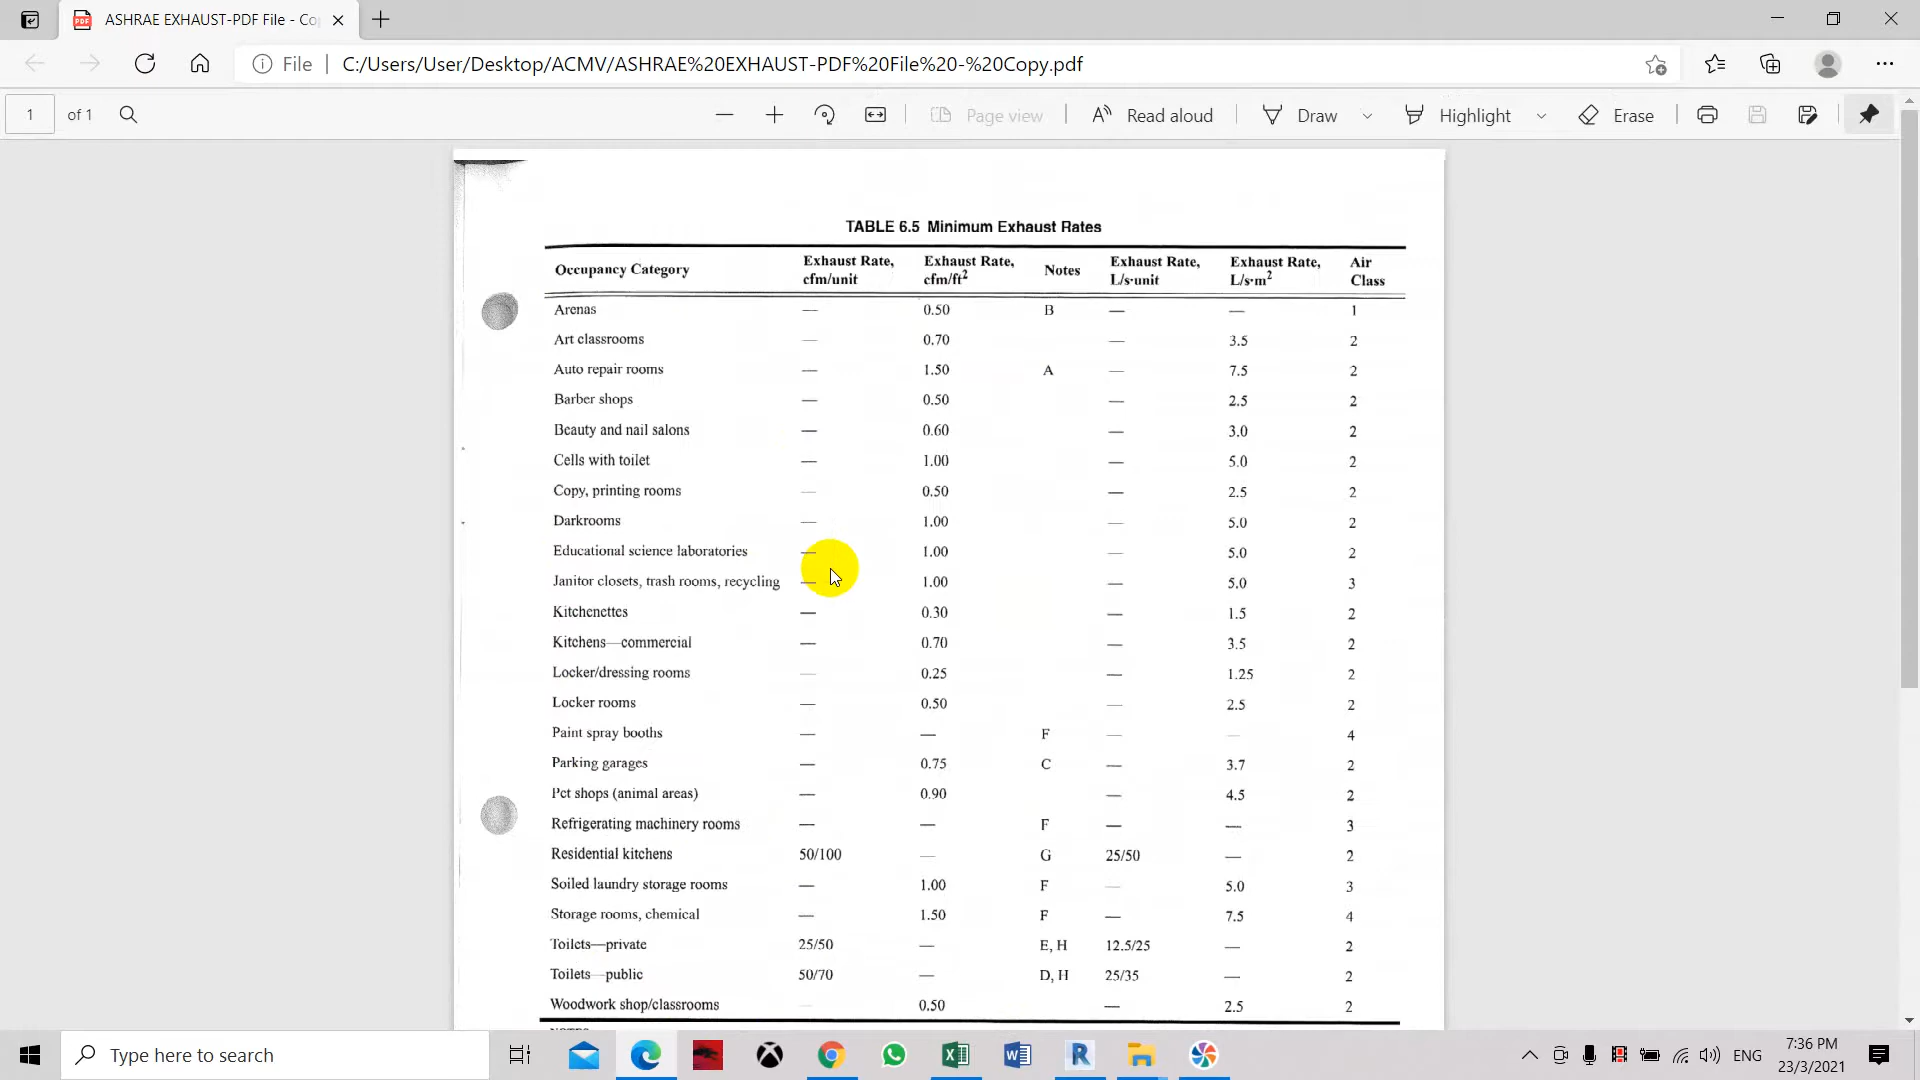 ASHRAE EXHAUST-PDF File - Co
File C:/Users/User/Desktop/ACMV/ASHRAE%20EXHAUST-PDF%20File%20-%20Copy.pdf
1 of 1 Page view Read aloud Draw Highlight Erase
TABLE 6.5 Minimum Exhaust Rates
Occupancy Category Exhaust Rate, cfm/unit Exhaust Rate, cfm/ft² Notes Exhaust Rate, L/s·unit Exhaust Rate, L/s·m² Air Class
Arenas — 0.50 B — — 1
Art classrooms — 0.70 — 3.5 2
Auto repair rooms — 1.50 A — 7.5 2
Barber shops — 0.50 — 2.5 2
Beauty and nail salons — 0.60 — 3.0 2
Cells with toilet — 1.00 — 5.0 2
Copy, printing rooms — 0.50 — 2.5 2
Darkrooms — 1.00 — 5.0 2
Educational science laboratories — 1.00 — 5.0 2
Janitor closets, trash rooms, recycling — 1.00 — 5.0 3
Kitchenettes — 0.30 — 1.5 2
Kitchens—commercial — 0.70 — 3.5 2
Locker/dressing rooms — 0.25 — 1.25 2
Locker rooms — 0.50 — 2.5 2
Paint spray booths — — F — — 4
Parking garages — 0.75 C — 3.7 2
Pet shops (animal areas) — 0.90 — 4.5 2
Refrigerating machinery rooms — — F — — 3
Residential kitchens 50/100 — G 25/50 — 2
Soiled laundry storage rooms — 1.00 F — 5.0 3
Storage rooms, chemical — 1.50 F — 7.5 4
Toilets—private 25/50 — E, H 12.5/25 — 2
Toilets—public 50/70 — D, H 25/35 — 2
Woodwork shop/classrooms — 0.50 — 2.5 2
Type here to search ENG 7:36 PM
23/3/2021